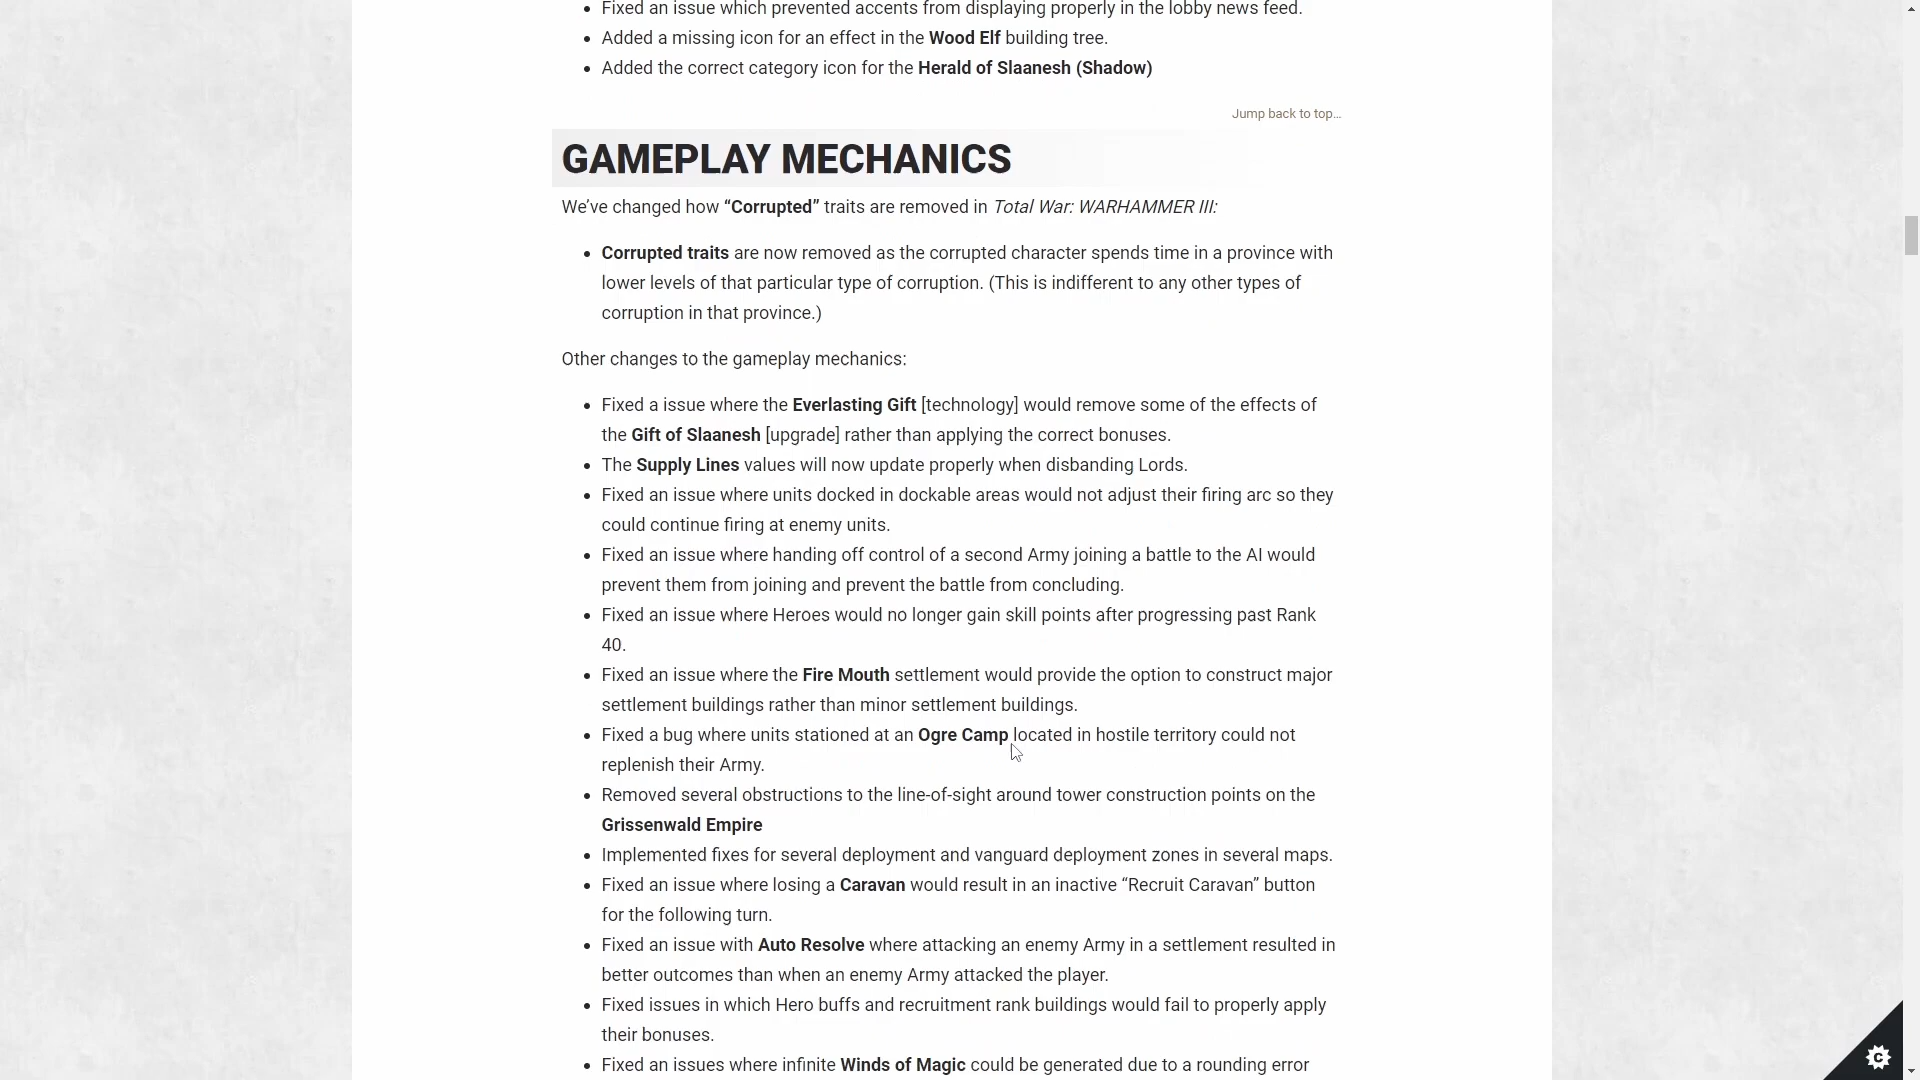 Fixed an issue which prevented accents from displaying properly in the lobby news feed.
Added a missing icon for an effect in the Wood Elf building tree.
Added the correct category icon for the Herald of Slaanesh (Shadow)
Jump back to top...
GAMEPLAY MECHANICS
We’ve changed how “Corrupted” traits are removed in Total War: WARHAMMER III:
Corrupted traits are now removed as the corrupted character spends time in a province with
lower levels of that particular type of corruption. (This is indifferent to any other types of
corruption in that province.)
Other changes to the gameplay mechanics:
Fixed a issue where the Everlasting Gift [technology] would remove some of the effects of
the Gift of Slaanesh [upgrade] rather than applying the correct bonuses.
The Supply Lines values will now update properly when disbanding Lords.
Fixed an issue where units docked in dockable areas would not adjust their firing arc so they
could continue firing at enemy units.
Fixed an issue where handing off control of a second Army joining a battle to the AI would
prevent them from joining and prevent the battle from concluding.
Fixed an issue where Heroes would no longer gain skill points after progressing past Rank
40.
Fixed an issue where the Fire Mouth settlement would provide the option to construct major
settlement buildings rather than minor settlement buildings.
Fixed a bug where units stationed at an Ogre Camp located in hostile territory could not
replenish their Army.
Removed several obstructions to the line-of-sight around tower construction points on the
Grissenwald Empire
Implemented fixes for several deployment and vanguard deployment zones in several maps.
Fixed an issue where losing a Caravan would result in an inactive “Recruit Caravan” button
for the following turn.
Fixed an issue with Auto Resolve where attacking an enemy Army in a settlement resulted in
better outcomes than when an enemy Army attacked the player.
Fixed issues in which Hero buffs and recruitment rank buildings would fail to properly apply
their bonuses.
Fixed an issues where infinite Winds of Magic could be generated due to a rounding error